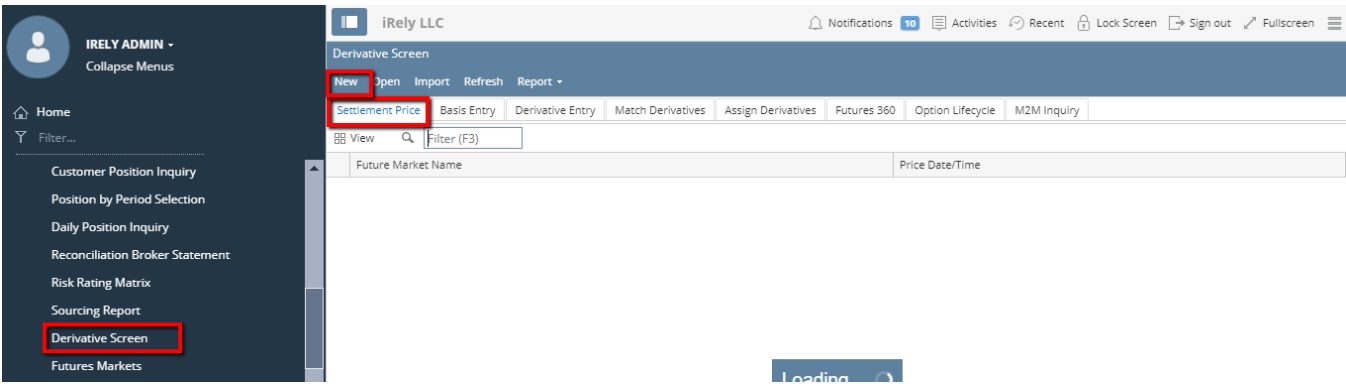 IRELY ADMIN
Collapse Menus
Home
Filter...
Customer Position Inquiry
Position by Period Selection
Daily Position Inquiry
Reconciliation Broker Statement
Risk Rating Matrix
Sourcing Report
Derivative Screen
Futures Markets
iRely LLC Notifications 10 Activities Recent Lock Screen Sign out Fullscreen
Derivative Screen
New Open Import Refresh Report
Settlement Price Basis Entry Derivative Entry Match Derivatives Assign Derivatives Futures 360 Option Lifecycle M2M Inquiry
View Filter (F3)
Future Market Name Price Date/Time
Loading